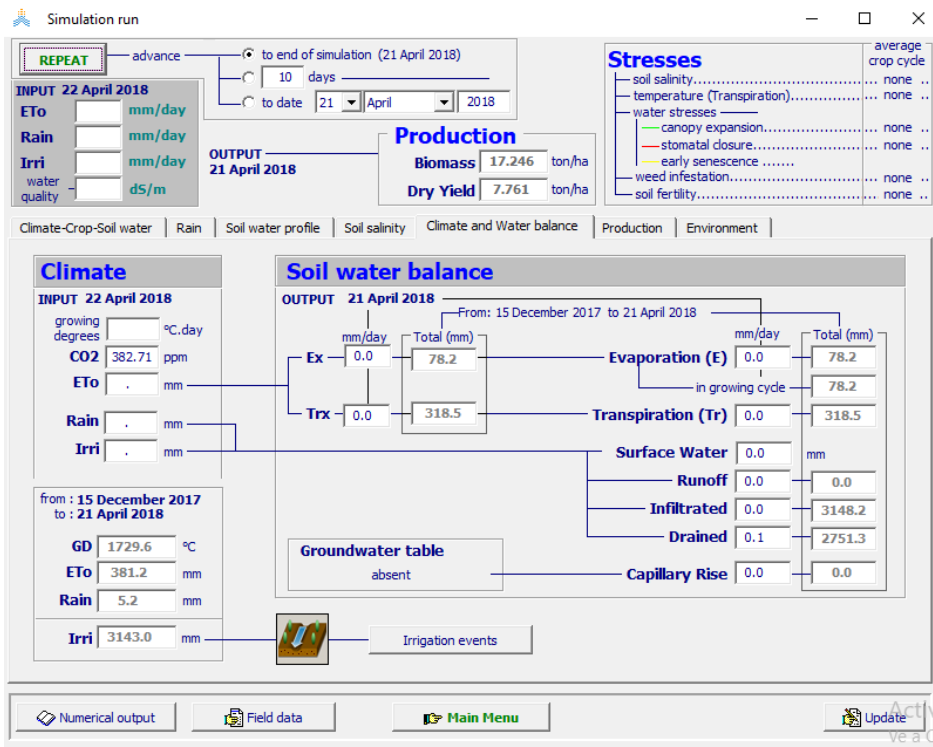 Simulation run
REPEAT
advance
to end of simulation (21 April 2018)
10 days
to date 21 April 2018
INPUT 22 April 2018
ETo mm/day
Rain mm/day
Irri mm/day
water quality dS/m
OUTPUT
21 April 2018
Production
Biomass 17.246 ton/ha
Dry Yield 7.761 ton/ha
Stresses
average
crop cycle
soil salinity............................... ... none ..
temperature (Transpiration)............... ... none ..
water stresses
canopy expansion....................... ... none ..
stomatal closure........................ ... none ..
early senescence .......
weed infestation........................... ... none ..
soil fertility................................. ... none ..
Climate-Crop-Soil water
Rain
Soil water profile
Soil salinity
Climate and Water balance
Production
Environment
Climate
INPUT 22 April 2018
growing
degrees
°C.day
CO2 382.71 ppm
ETo . mm
Rain . mm
Irri . mm
from : 15 December 2017
to : 21 April 2018
GD 1729.6 °C
ETo 381.2 mm
Rain 5.2 mm
Irri 3143.0 mm
Soil water balance
OUTPUT 21 April 2018
From: 15 December 2017 to 21 April 2018
mm/day Total (mm) mm/day Total (mm)
Ex 0.0 78.2 Evaporation (E) 0.0 78.2
in growing cycle 78.2
Trx 0.0 318.5 Transpiration (Tr) 0.0 318.5
Surface Water 0.0 mm
Runoff 0.0 0.0
Infiltrated 0.0 3148.2
Drained 0.1 2751.3
Groundwater table
absent
Capillary Rise 0.0 0.0
Irrigation events
Numerical output
Field data
Main Menu
Update